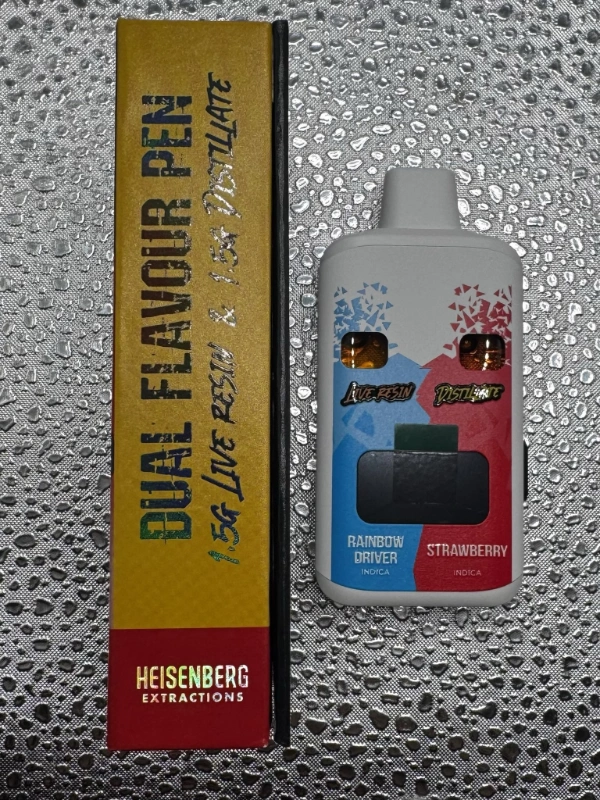 DUAL FLAVOUR PEN
1.5G LIVE RESIN & 1.5G DISTILLATE
HEISENBERG
EXTRACTIONS
LIVE RESIN
DISTILLATE
RAINBOW
DRIVER
INDICA
STRAWBERRY
INDICA